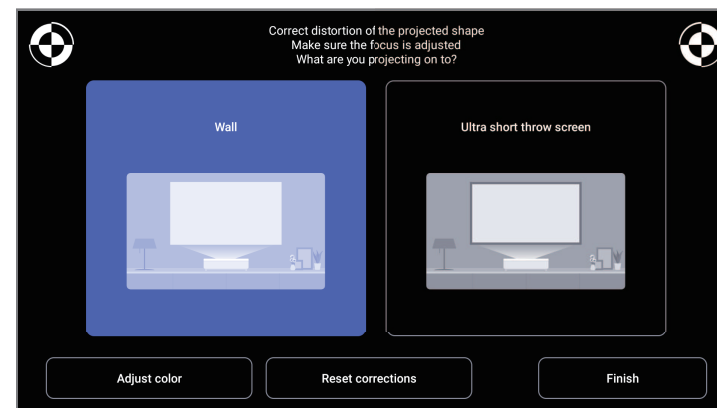 Correct distortion of the projected shape
Make sure the focus is adjusted
What are you projecting on to?
Wall
Ultra short throw screen
Adjust color
Reset corrections
Finish